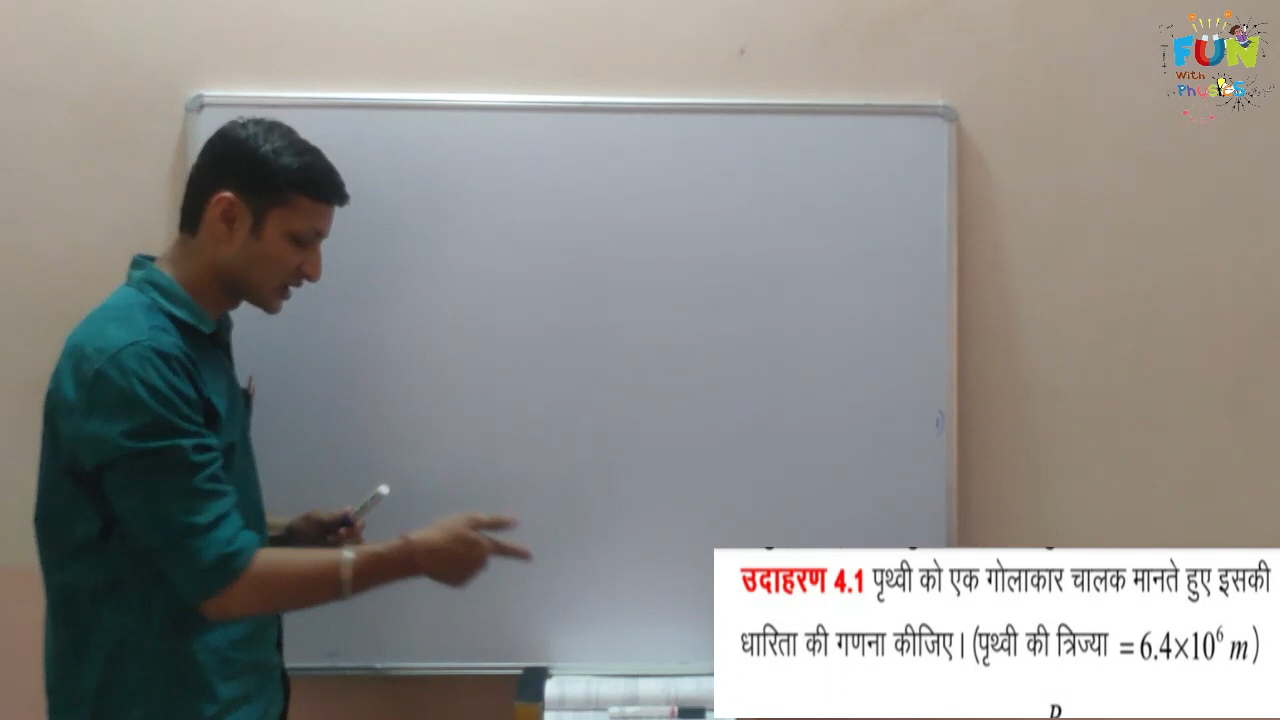 FUN
With
Physics
उदाहरण 4.1 पृथ्वी को एक गोलाकार चालक मानते हुए इसकी
धारिता की गणना कीजिए। (पृथ्वी की त्रिज्या = 6.4×10⁶ m)